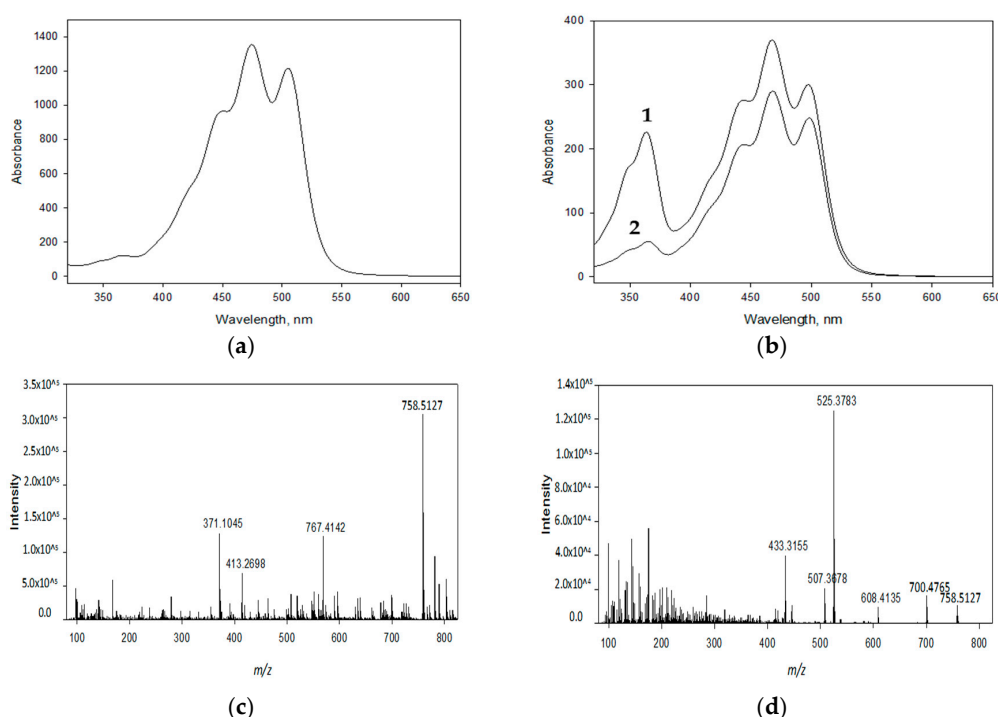 1400
1200
1000
800
600
400
200
0
Absorbance
350 400 450 500 550 600 650
Wavelength, nm
(a)
400
300
200
100
0
Absorbance
1
2
350 400 450 500 550 600 650
Wavelength, nm
(b)
3.5x10^5
3.0x10^5
2.5x10^5
2.0x10^5
1.5x10^5
1.0x10^5
5.0x10^4
0.0
Intensity
758.5127
371.1045
767.4142
413.2698
100 200 300 400 500 600 700 800
m/z
(c)
1.4x10^5
1.2x10^5
1.0x10^5
8.0x10^4
6.0x10^4
4.0x10^4
2.0x10^4
0.0
Intensity
525.3783
433.3155
507.3678
608.4135
700.4765
758.5127
100 200 300 400 500 600 700 800
m/z
(d)